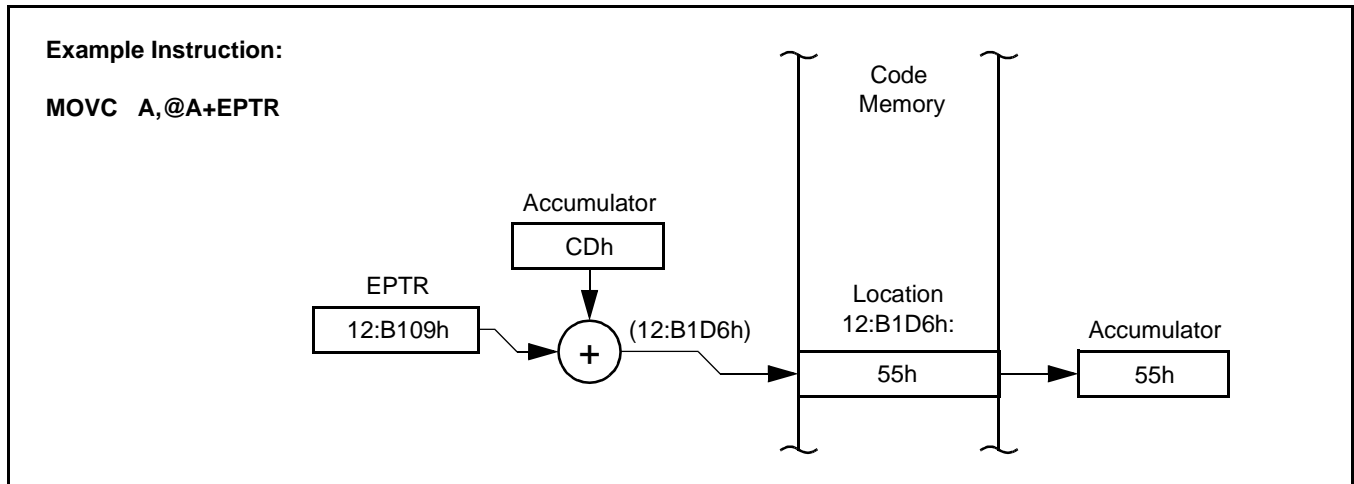 Example Instruction:
MOVC A,@A+EPTR
Code
Memory
Accumulator
CDh
EPTR
12:B109h
+
(12:B1D6h)
Location
12:B1D6h:
55h
Accumulator
55h